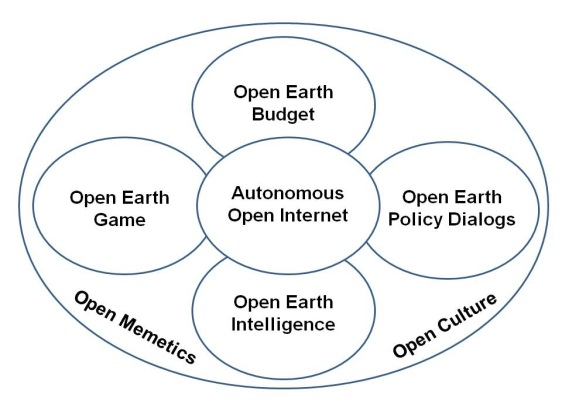 Open Earth
Budget
Open Earth
Game
Autonomous
Open Internet
Open Earth
Policy Dialogs
Open Earth
Intelligence
Open Memetics
Open Culture